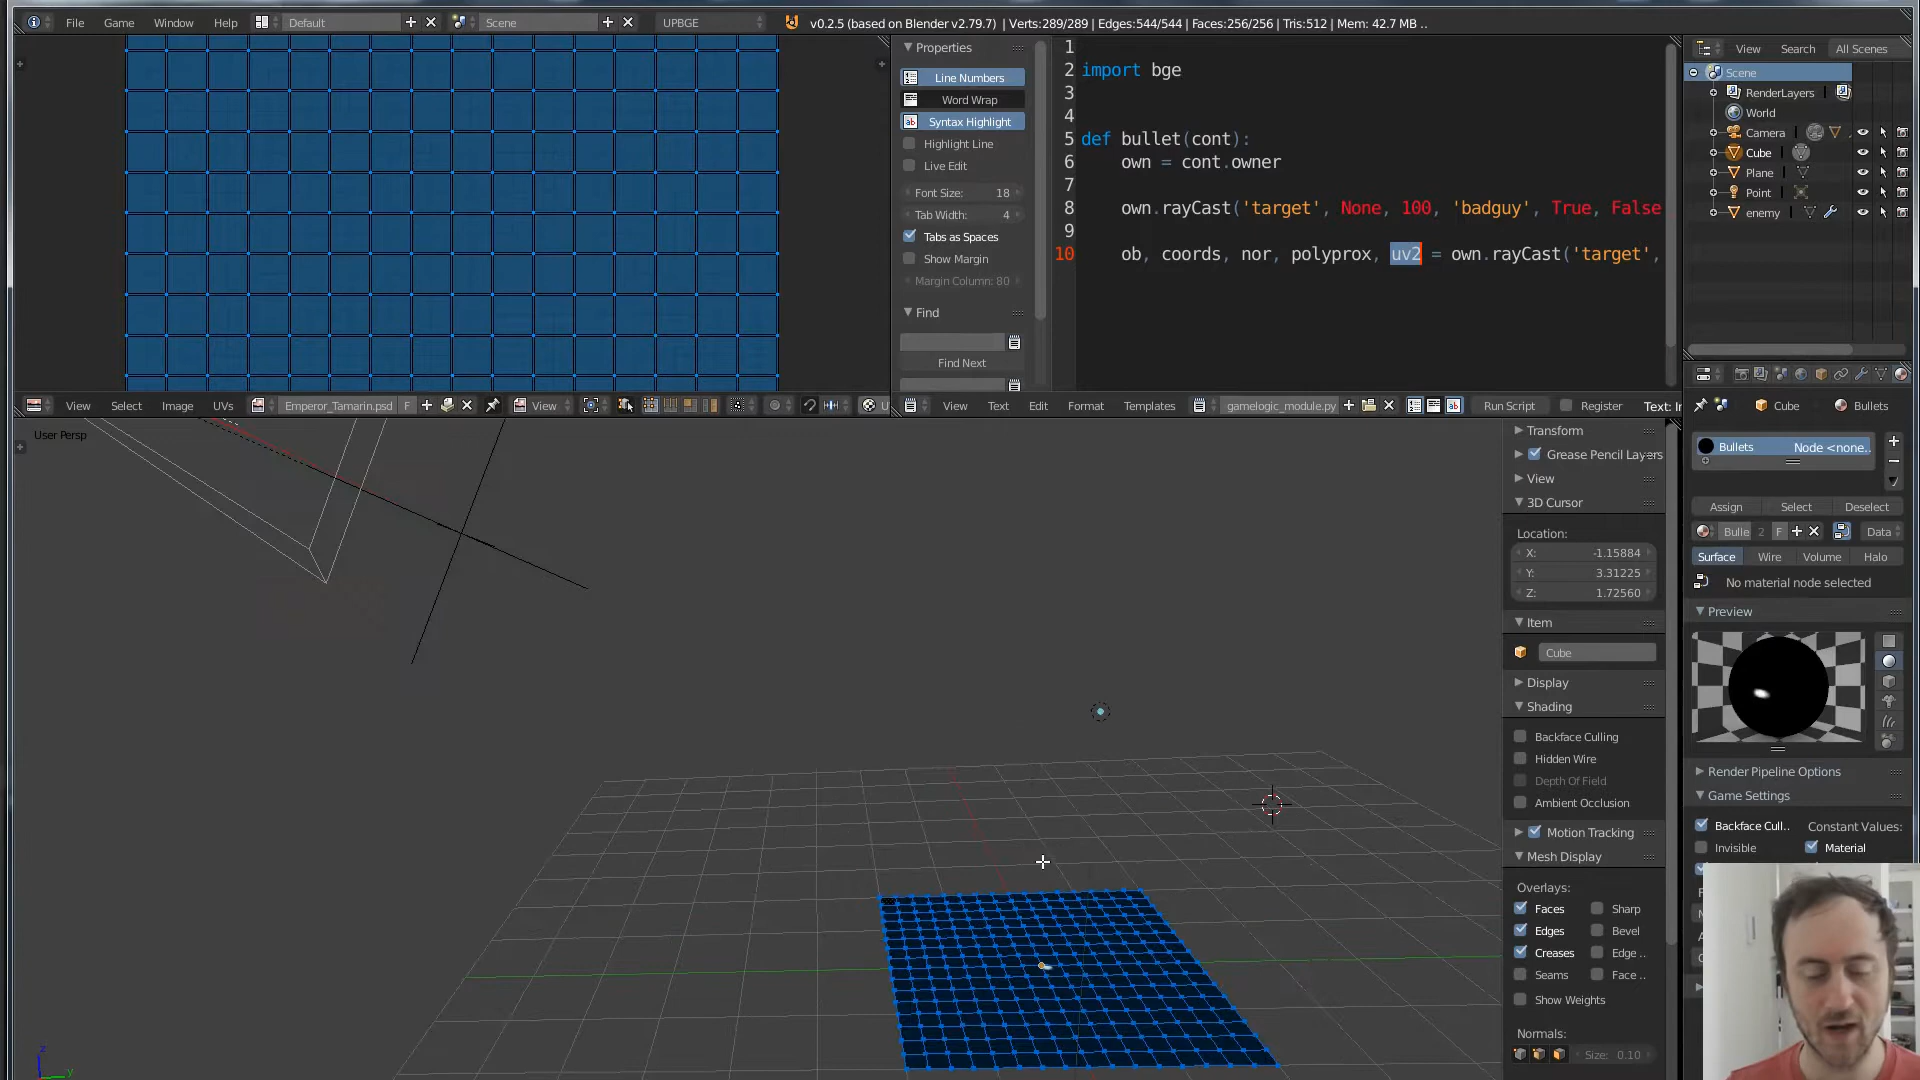 File Game Window Help Default Scene UPBGE v0.2.5 (based on Blender v2.79.7) | Verts:289/289 | Edges:544/544 | Faces:256/256 | Tris:512 | Mem: 42.7 MB ..
Properties
Line Numbers
Word Wrap
Syntax Highlight
Highlight Line
Live Edit
Font Size: 18
Tab Width: 4
Tabs as Spaces
Show Margin
Margin Column: 80
Find
Find Next
1
2 import bge
3
4
5 def bullet(cont):
6 own = cont.owner
7
8 own.rayCast('target', None, 100, 'badguy', True, False
9
10 ob, coords, nor, polyprox, uv2 = own.rayCast('target',
View Search All Scenes
Scene
RenderLayers
World
Camera
Cube
Plane
Point
enemy
View Select Image UVs Emperor_Tamarin.psd F View U
View Text Edit Format Templates gamelogic_module.py Run Script Register Text: In
User Persp
Transform
Grease Pencil Layers
View
3D Cursor
Location:
X: -1.15884
Y: 3.31225
Z: 1.72560
Item
Cube
Display
Shading
Backface Culling
Hidden Wire
Depth Of Field
Ambient Occlusion
Motion Tracking
Mesh Display
Overlays:
Faces Sharp
Edges Bevel
Creases Edge ..
Seams Face ..
Show Weights
Normals:
Size: 0.10
Cube Bullets
Bullets Node <none..
Assign Select Deselect
Bulle 2 F Data
Surface Wire Volume Halo
No material node selected
Preview
Render Pipeline Options
Game Settings
Backface Cull.. Constant Values:
Invisible Material
z
y